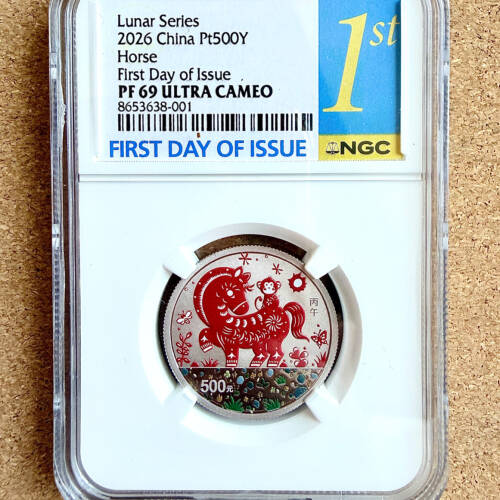 Lunar Series
2026 China Pt500Y
Horse
First Day of Issue
PF 69 ULTRA CAMEO
8653638-001
FIRST DAY OF ISSUE
1st
NGC
丙午
500元